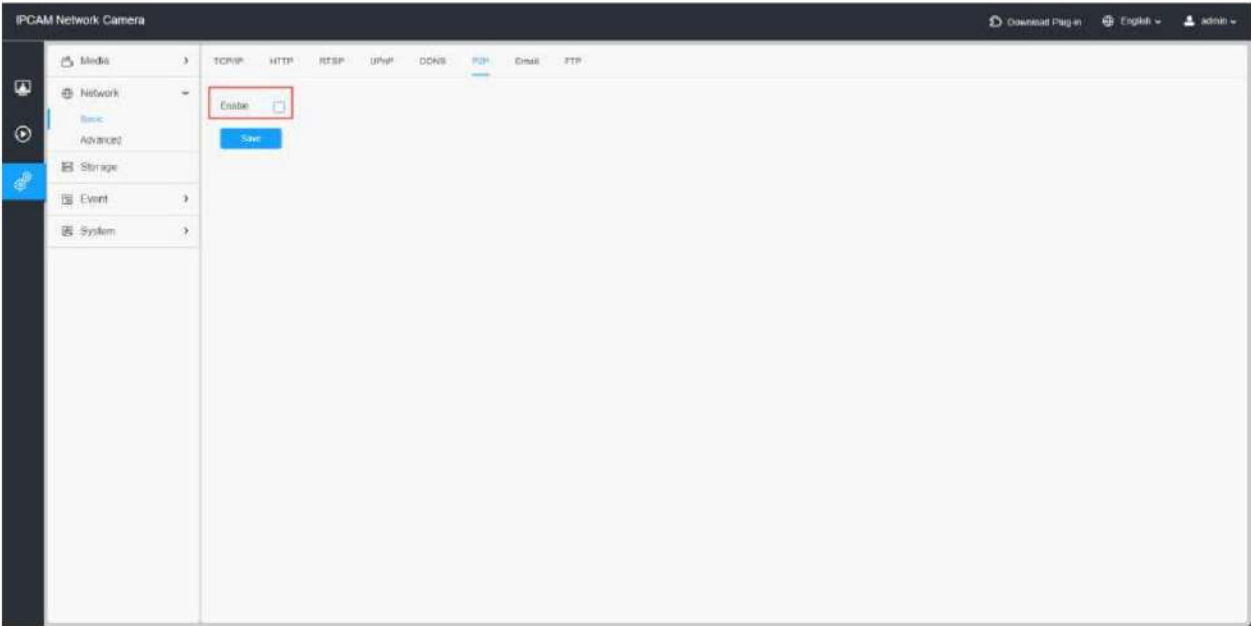 IPCAM Network Camera
Download Plug-in English admin
Media
TCP/IP HTTP RTSP UPnP DDNS P2P Email FTP
Network
Enable
Basic
Save
Advanced
Storage
Event
System